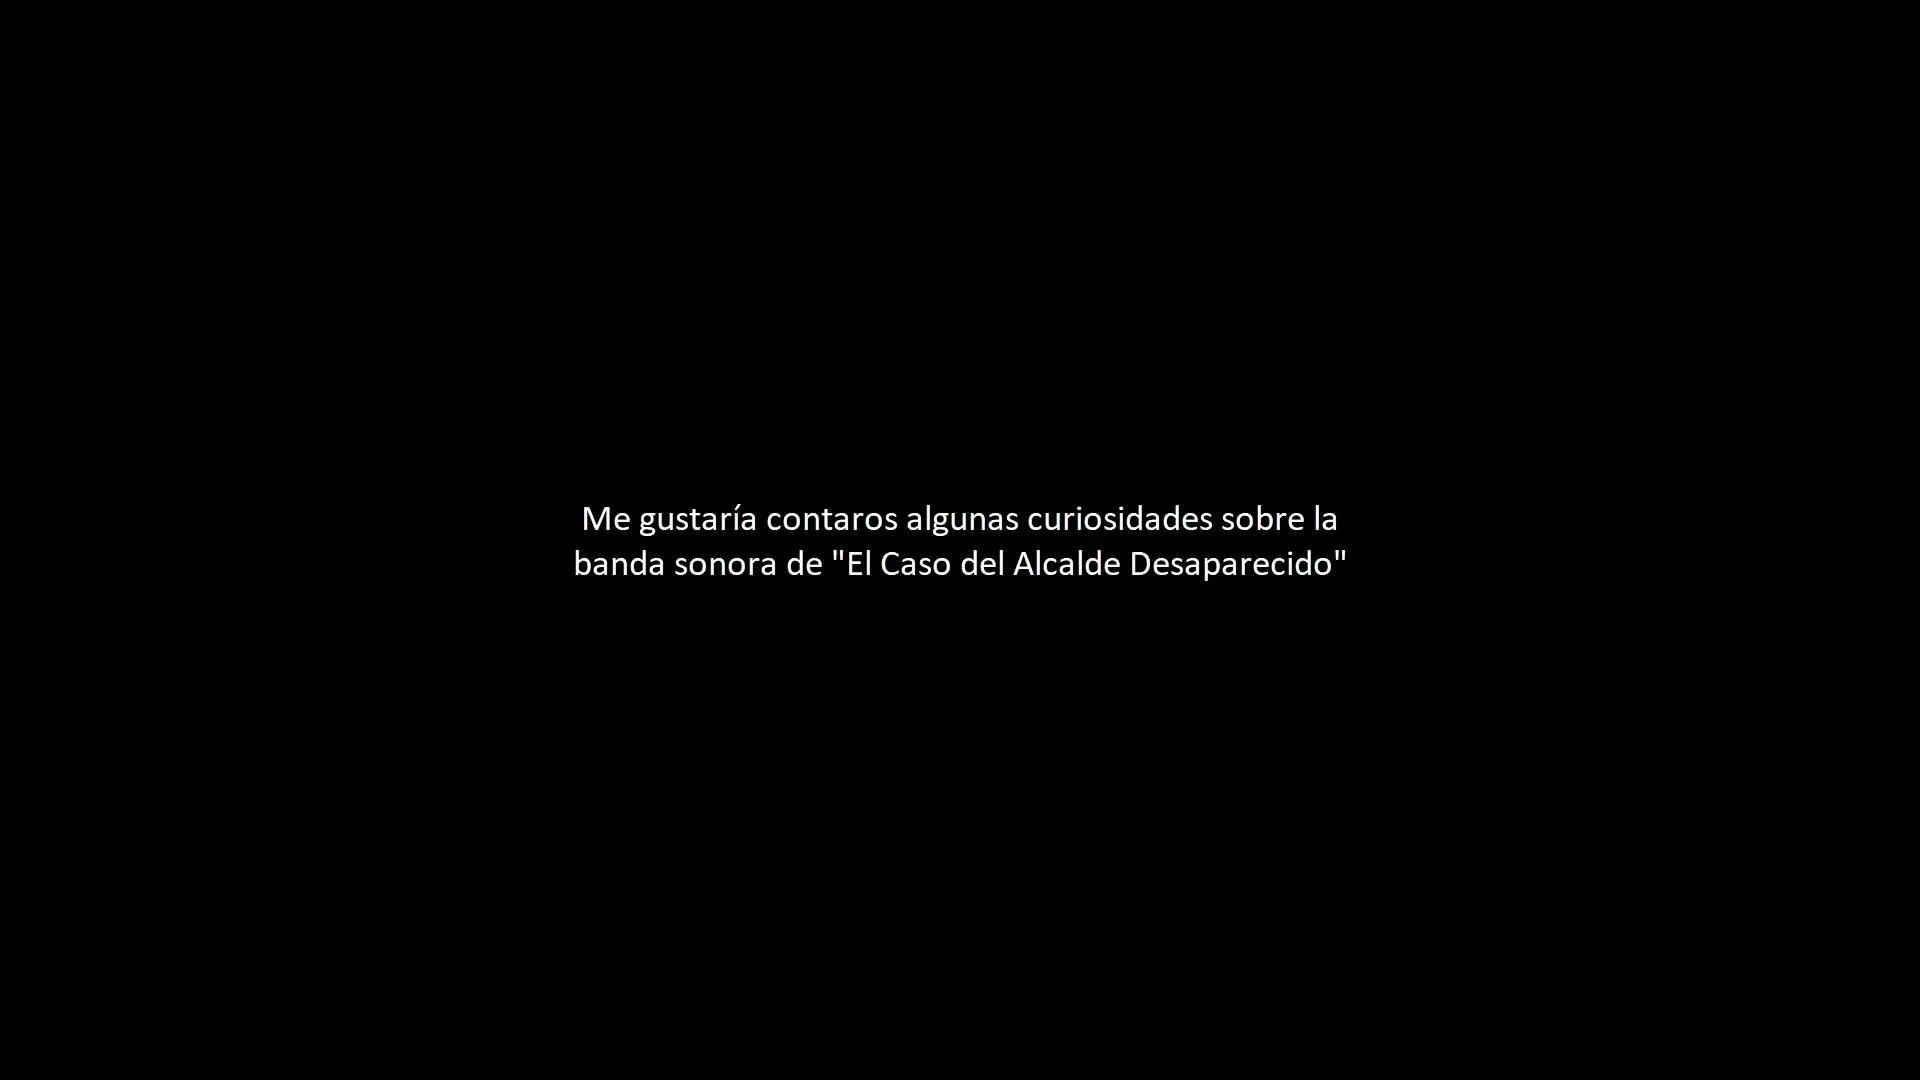 Me gustaría contaros algunas curiosidades sobre la
banda sonora de "El Caso del Alcalde Desaparecido"